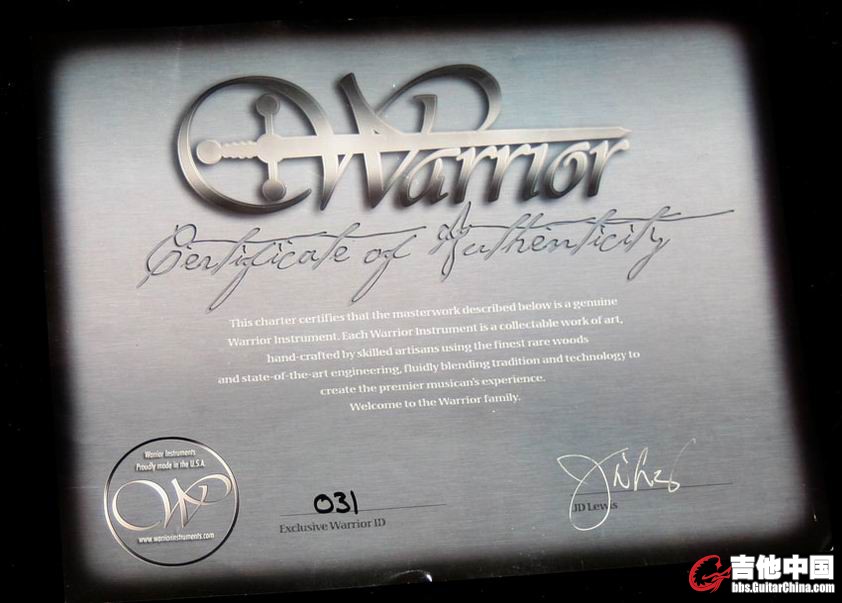 Warrior
Certificate of Authenticity
This charter certifies that the masterwork described below is a genuine
Warrior Instrument. Each Warrior Instrument is a collectable work of art,
hand-crafted by skilled artisans using the finest rare woods
and state-of-the-art engineering, fluidly blending tradition and technology to
create the premier musican's experience.
Welcome to the Warrior family.
Warrior Instruments
Proudly made in the U.S.A.
W
www.warriorinstruments.com
031
Exclusive Warrior ID
JD Lewis
吉他中国
bbs.GuitarChina.com